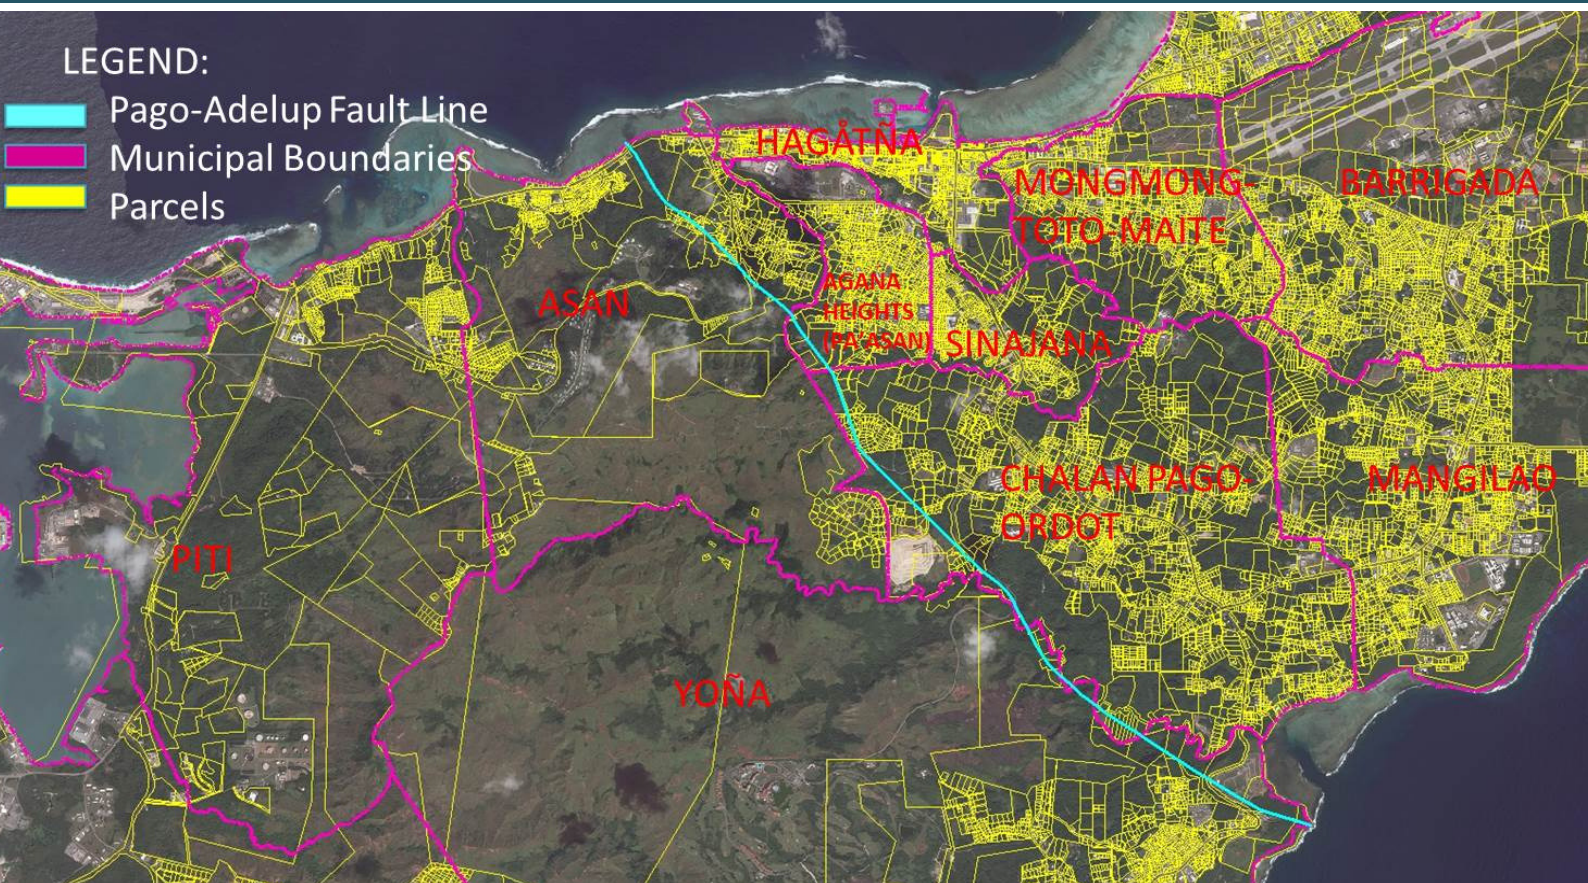 LEGEND:
Pago-Adelup Fault Line
Municipal Boundaries
Parcels
HAGÅTÑA
MONGMONG-
TOTO-MAITE
BARRIGADA
ASAN
AGANA
HEIGHTS
(PA'ASAN)
SINAJANA
CHALAN PAGO-
ORDOT
MANGILAO
PITI
YOÑA